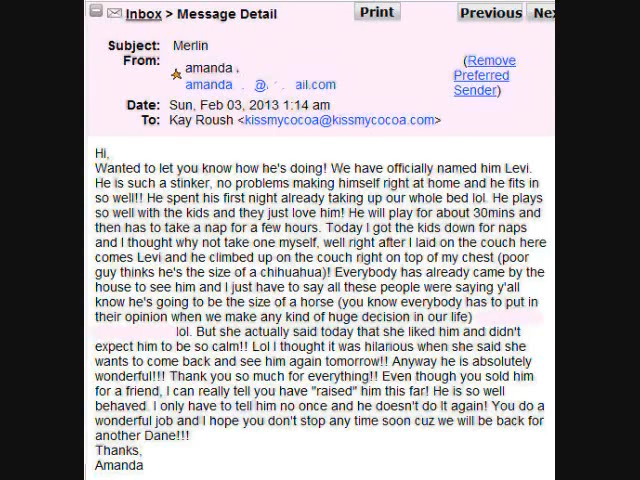 Inbox > Message Detail Print Previous Nex
Subject: Merlin
From: amanda (Remove
amanda @ ail.com Preferred
Sender)
Date: Sun, Feb 03, 2013 1:14 am
To: Kay Roush <kissmycocoa@kissmycocoa.com>
Hi,
Wanted to let you know how he's doing! We have officially named him Levi.
He is such a stinker, no problems making himself right at home and he fits in
so well!! He spent his first night already taking up our whole bed lol. He plays
so well with the kids and they just love him! He will play for about 30mins and
then has to take a nap for a few hours. Today I got the kids down for naps
and I thought why not take one myself, well right after I laid on the couch here
comes Levi and he climbed up on the couch right on top of my chest (poor
guy thinks he's the size of a chihuahua)! Everybody has already came by the
house to see him and I just have to say all these people were saying y'all
know he's going to be the size of a horse (you know everybody has to put in
their opinion when we make any kind of huge decision in our life)
lol. But she actually said today that she liked him and didn't
expect him to be so calm!! Lol I thought it was hilarious when she said she
wants to come back and see him again tomorrow!! Anyway he is absolutely
wonderful!!! Thank you so much for everything!! Even though you sold him
for a friend, I can really tell you have "raised" him this far! He is so well
behaved. I only have to tell him no once and he doesn't do it again! You do a
wonderful job and I hope you don't stop any time soon cuz we will be back for
another Dane!!!
Thanks,
Amanda